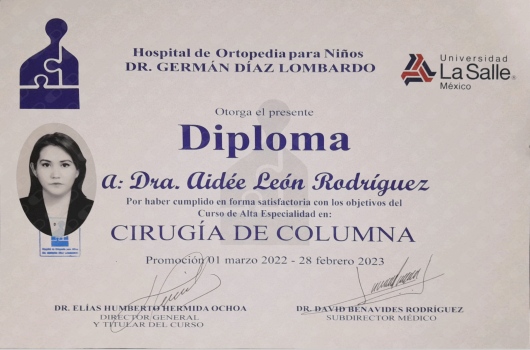 Hospital de Ortopedia para Niños
DR. GERMÁN DÍAZ LOMBARDO
Universidad
La Salle®
México
Otorga el presente
Diploma
A: Dra. Aidée León Rodríguez
Por haber cumplido en forma satisfactoria con los objetivos del
Curso de Alta Especialidad en:
CIRUGÍA DE COLUMNA
Promoción 01 marzo 2022 - 28 febrero 2023
DR. ELÍAS HUMBERTO HERMIDA OCHOA
DIRECTOR GENERAL
Y TITULAR DEL CURSO
DR. DAVID BENAVIDES RODRÍGUEZ
SUBDIRECTOR MÉDICO